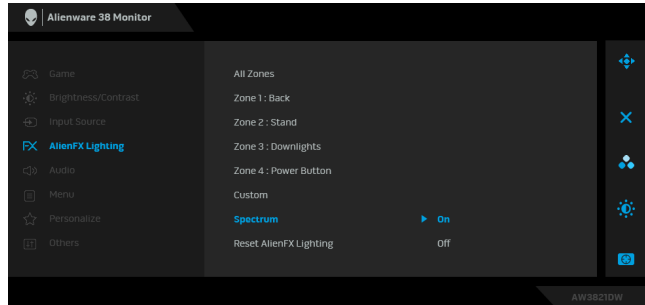 Alienware 38 Monitor
Game
Brightness/Contrast
Input Source
FX AlienFX Lighting
Audio
Menu
Personalize
Others
All Zones
Zone 1 : Back
Zone 2 : Stand
Zone 3 : Downlights
Zone 4 : Power Button
Custom
Spectrum On
Reset AlienFX Lighting Off
AW3821DW